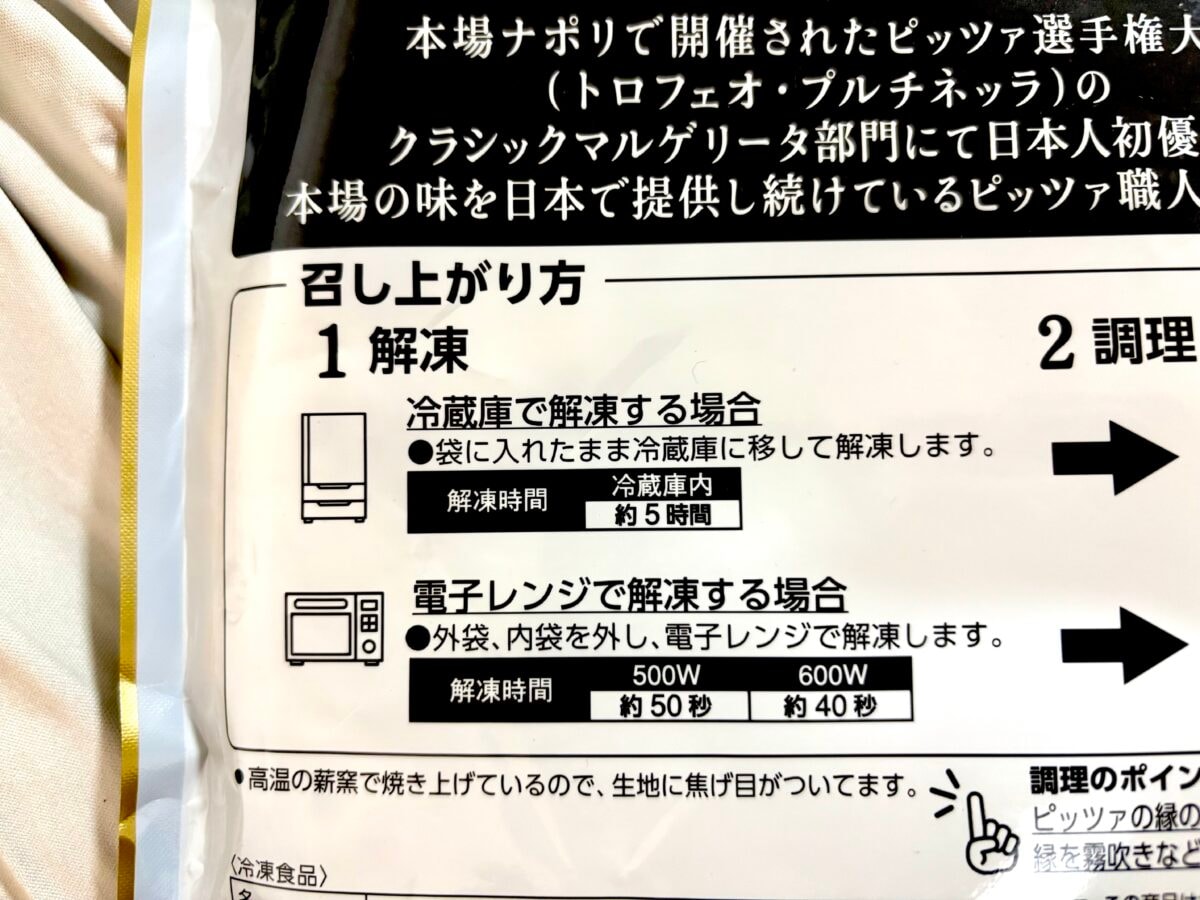 本場ナポリで開催されたピッツァ選手権大
(トロフェオ・プルチネッラ)の
クラシックマルゲリータ部門にて日本人初優
本場の味を日本で提供し続けているピッツァ職人
召し上がり方
1 解凍
冷蔵庫で解凍する場合
●袋に入れたまま冷蔵庫に移して解凍します。
解凍時間
冷蔵庫内
約5時間
電子レンジで解凍する場合
●外袋、内袋を外し、電子レンジで解凍します。
解凍時間
500W 600W
約50秒 約40秒
2 調理
●高温の薪窯で焼き上げているので、生地に焦げ目がついてます。
調理のポイン
ピッツァの縁の
縁を霧吹きなど
〈冷凍食品〉